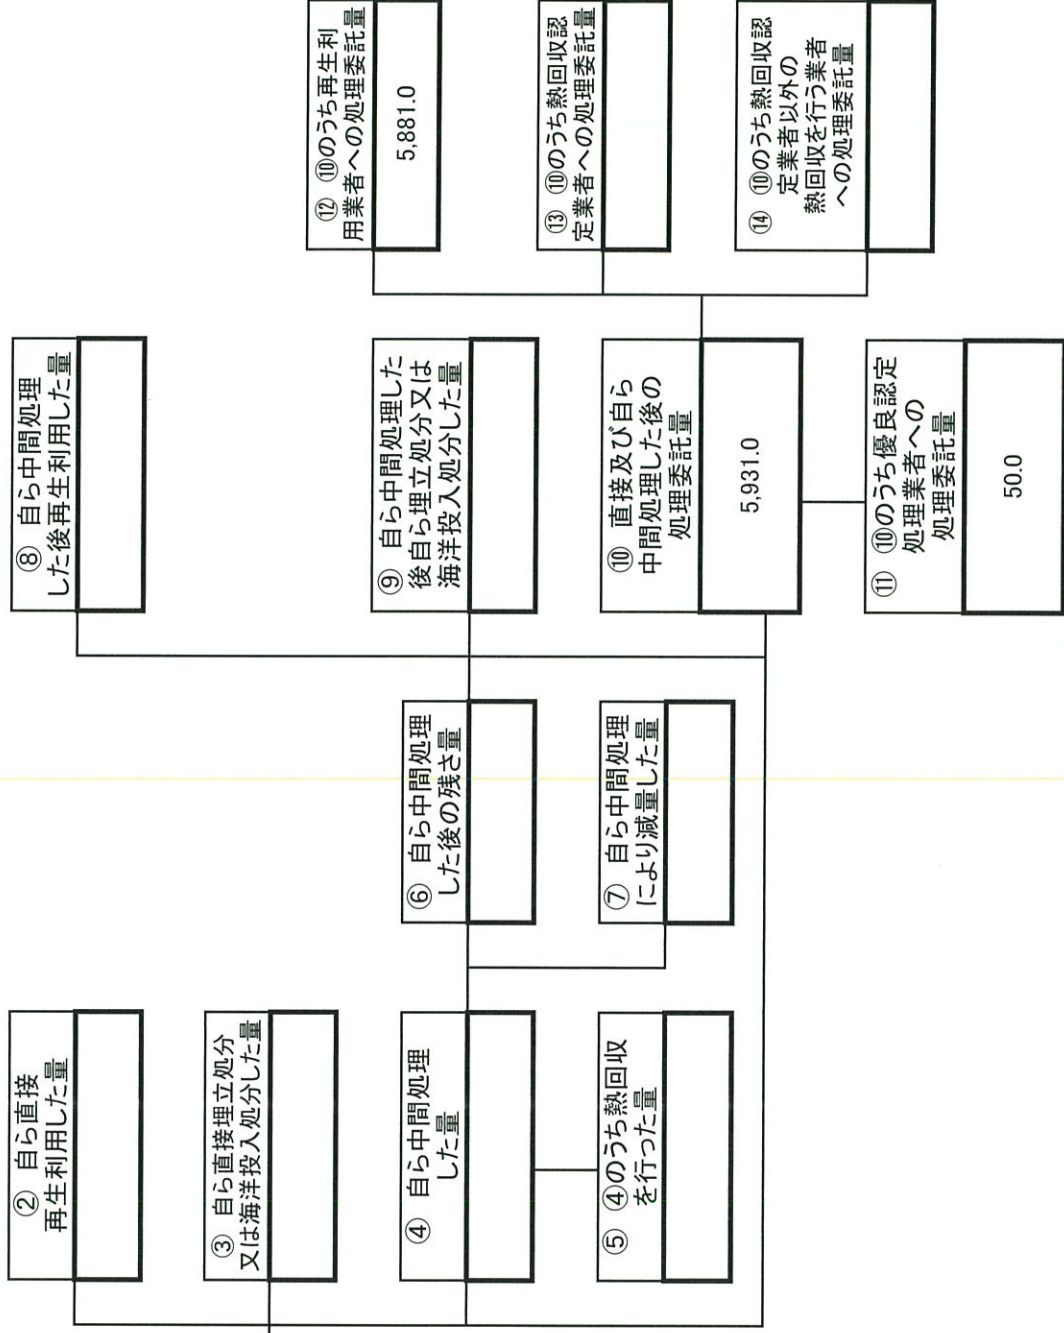 ② 自ら直接
再生利用した量
③ 自ら直接埋立処分
又は海洋投入処分した量
④ 自ら中間処理
した量
⑤ ④のうち熱回収
を行った量
⑥ 自ら中間処理
した後の残さ量
⑦ 自ら中間処理
により減量した量
⑧ 自ら中間処理
した後再生利用した量
⑨ 自ら中間処理した
後自ら埋立処分又は
海洋投入処分した量
⑩ 直接及び自ら
中間処理した後の
処理委託量
5,931.0
⑪ ⑩のうち優良認定
処理業者への
処理委託量
50.0
⑫ ⑩のうち再生利
用業者への処理委託量
5,881.0
⑬ ⑩のうち熱回収認
定業者への処理委託量
⑭ ⑩のうち熱回収認
定業者以外の
熱回収を行う業者
への処理委託量